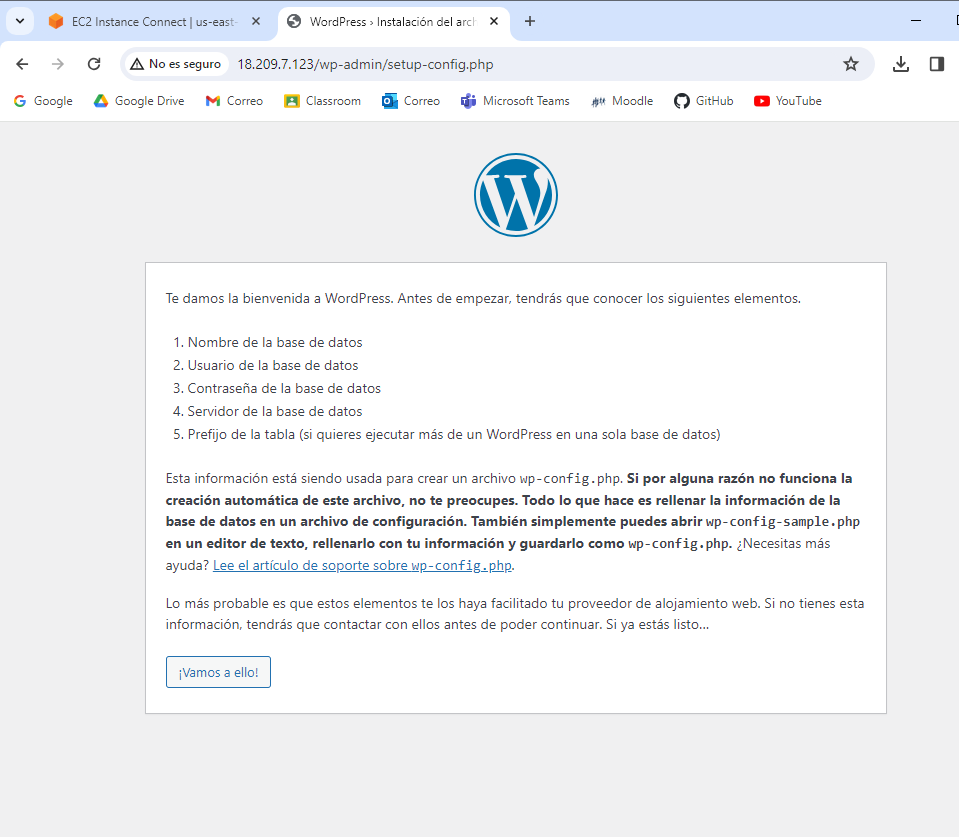 EC2 Instance Connect | us-east-
WordPress › Instalación del arch
No es seguro
18.209.7.123/wp-admin/setup-config.php
Google
Google Drive
Correo
Classroom
Correo
Microsoft Teams
Moodle
GitHub
YouTube
Te damos la bienvenida a WordPress. Antes de empezar, tendrás que conocer los siguientes elementos.
1. Nombre de la base de datos
2. Usuario de la base de datos
3. Contraseña de la base de datos
4. Servidor de la base de datos
5. Prefijo de la tabla (si quieres ejecutar más de un WordPress en una sola base de datos)
Esta información está siendo usada para crear un archivo wp-config.php. Si por alguna razón no funciona la
creación automática de este archivo, no te preocupes. Todo lo que hace es rellenar la información de la
base de datos en un archivo de configuración. También simplemente puedes abrir wp-config-sample.php
en un editor de texto, rellenarlo con tu información y guardarlo como wp-config.php. ¿Necesitas más
ayuda? Lee el artículo de soporte sobre wp-config.php.
Lo más probable es que estos elementos te los haya facilitado tu proveedor de alojamiento web. Si no tienes esta
información, tendrás que contactar con ellos antes de poder continuar. Si ya estás listo…
¡Vamos a ello!